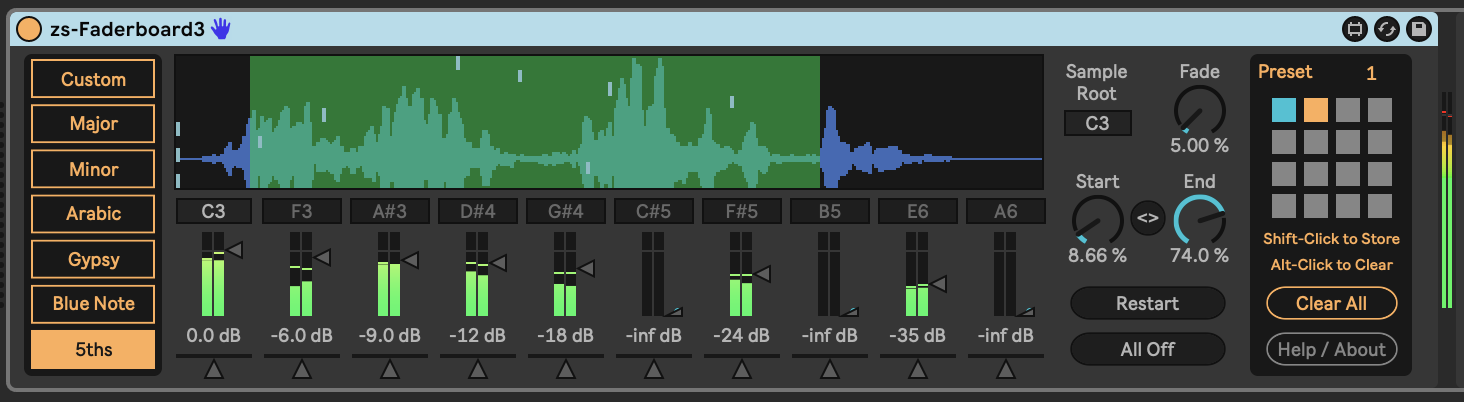 zs-Faderboard3
Custom
Major
Minor
Arabic
Gypsy
Blue Note
5ths
C3 F3 A#3 D#4 G#4 C#5 F#5 B5 E6 A6
0.0 dB -6.0 dB -9.0 dB -12 dB -18 dB -inf dB -24 dB -inf dB -35 dB -inf dB
Sample
Root
C3
Fade
5.00 %
Start
8.66 %
<>
End
74.0 %
Restart
All Off
Preset 1
Shift-Click to Store
Alt-Click to Clear
Clear All
Help / About